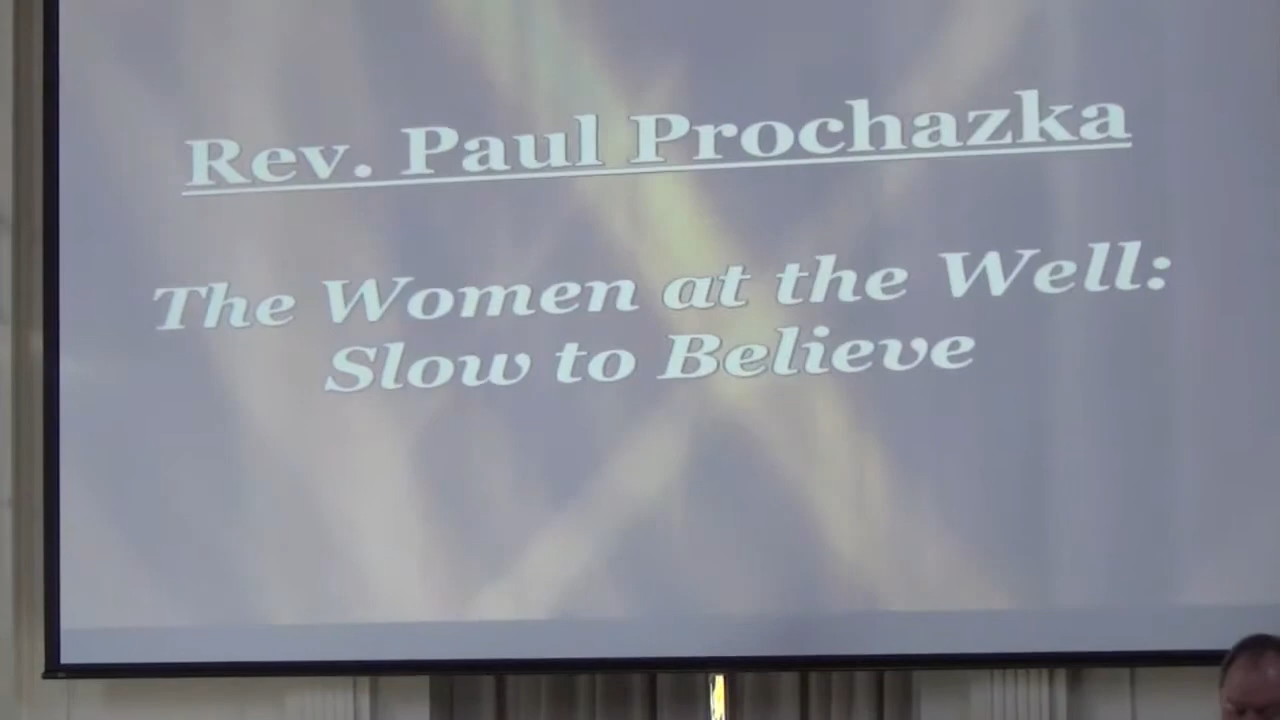 Rev. Paul Prochazka
The Women at the Well:
Slow to Believe